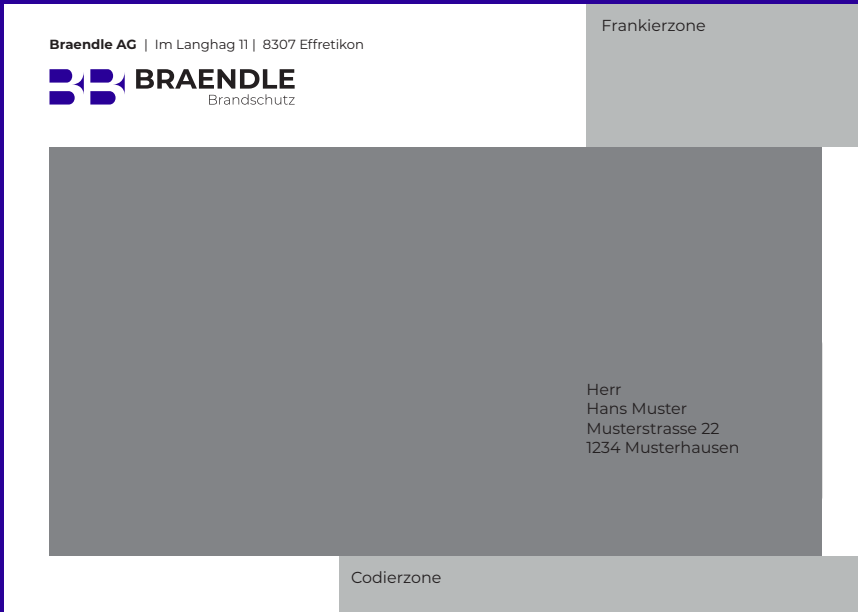 Frankierzone
Braendle AG | Im Langhag 11 | 8307 Effretikon
BRAENDLE
Brandschutz
Herr
Hans Muster
Musterstrasse 22
1234 Musterhausen
Codierzone